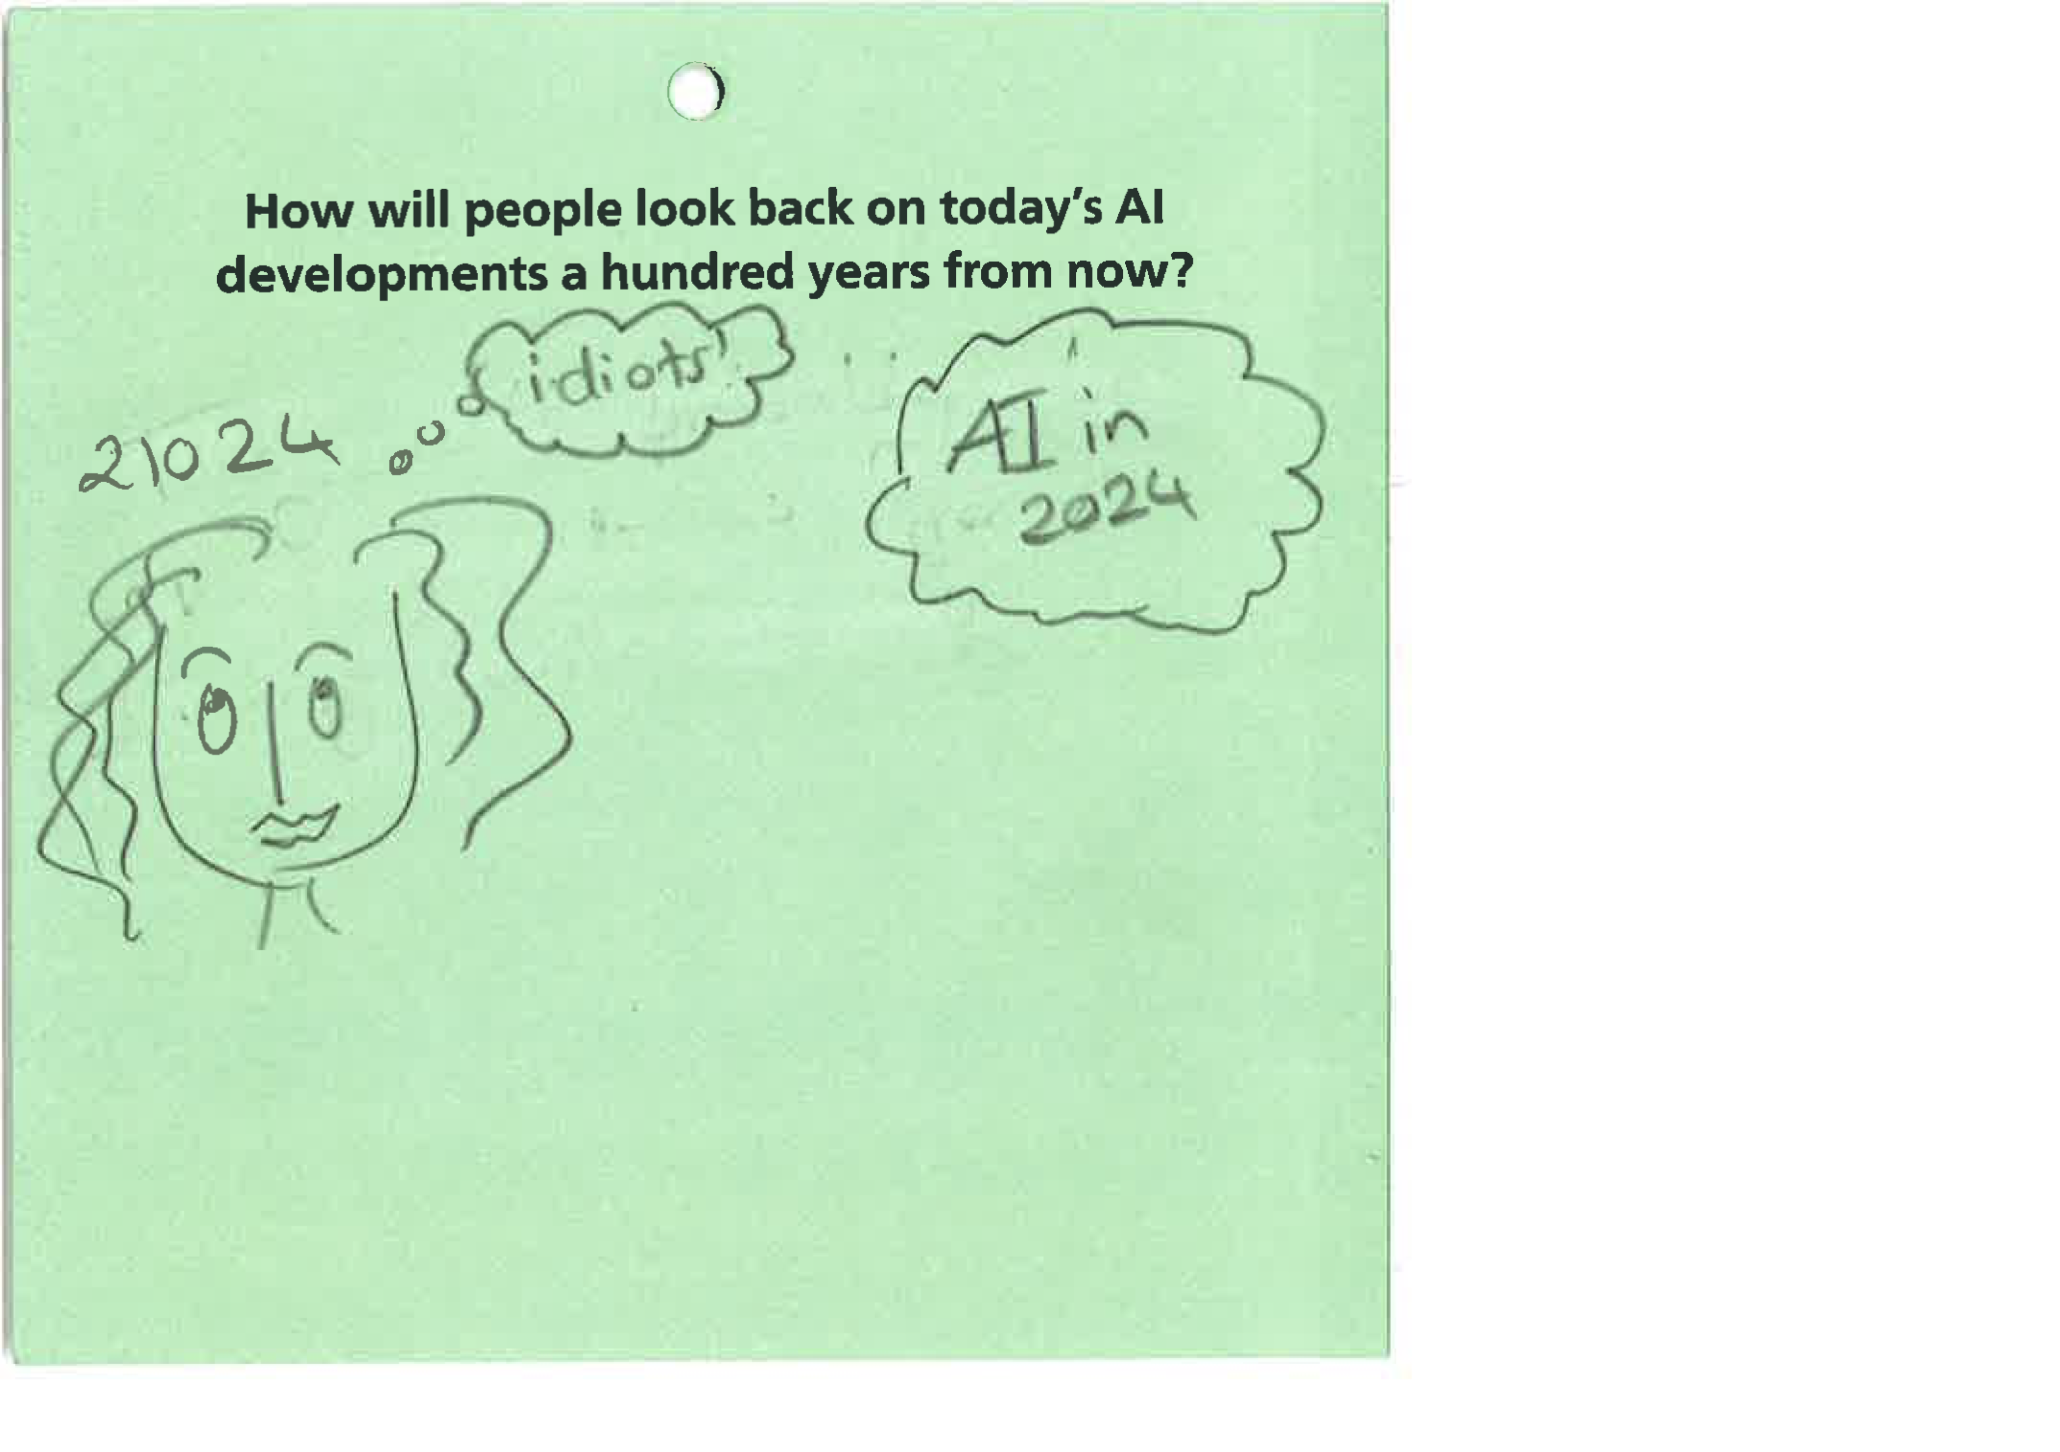 How will people look back on today's AI
developments a hundred years from now?
idiots!
21024
AI in
2024